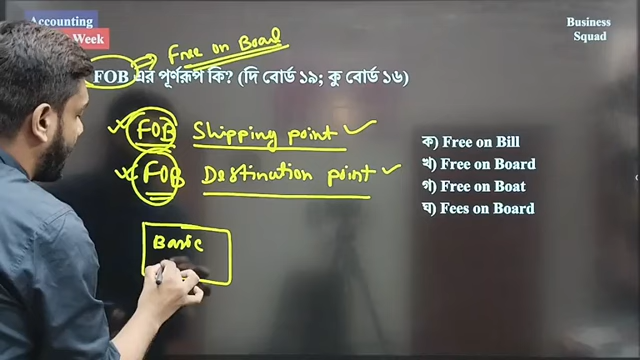 Accounting
Week
Business
Squad
Free on Board
FOB এর পূর্ণরূপ কি? (দি বোর্ড ১৯; কু বোর্ড ১৬)
FOB Shipping point
FOB Destination point
ক) Free on Bill
খ) Free on Board
গ) Free on Boat
ঘ) Fees on Board
Basic